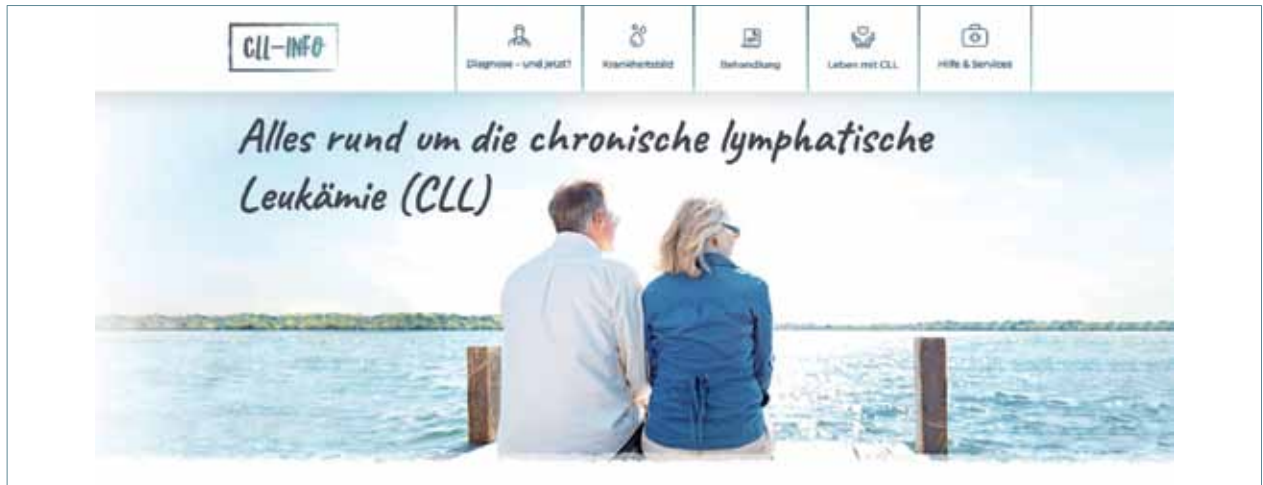 CLL-INFO
Diagnose – und jetzt?
Krankheitsbild
Behandlung
Leben mit CLL
Hilfe & Services
Alles rund um die chronische lymphatische
Leukämie (CLL)